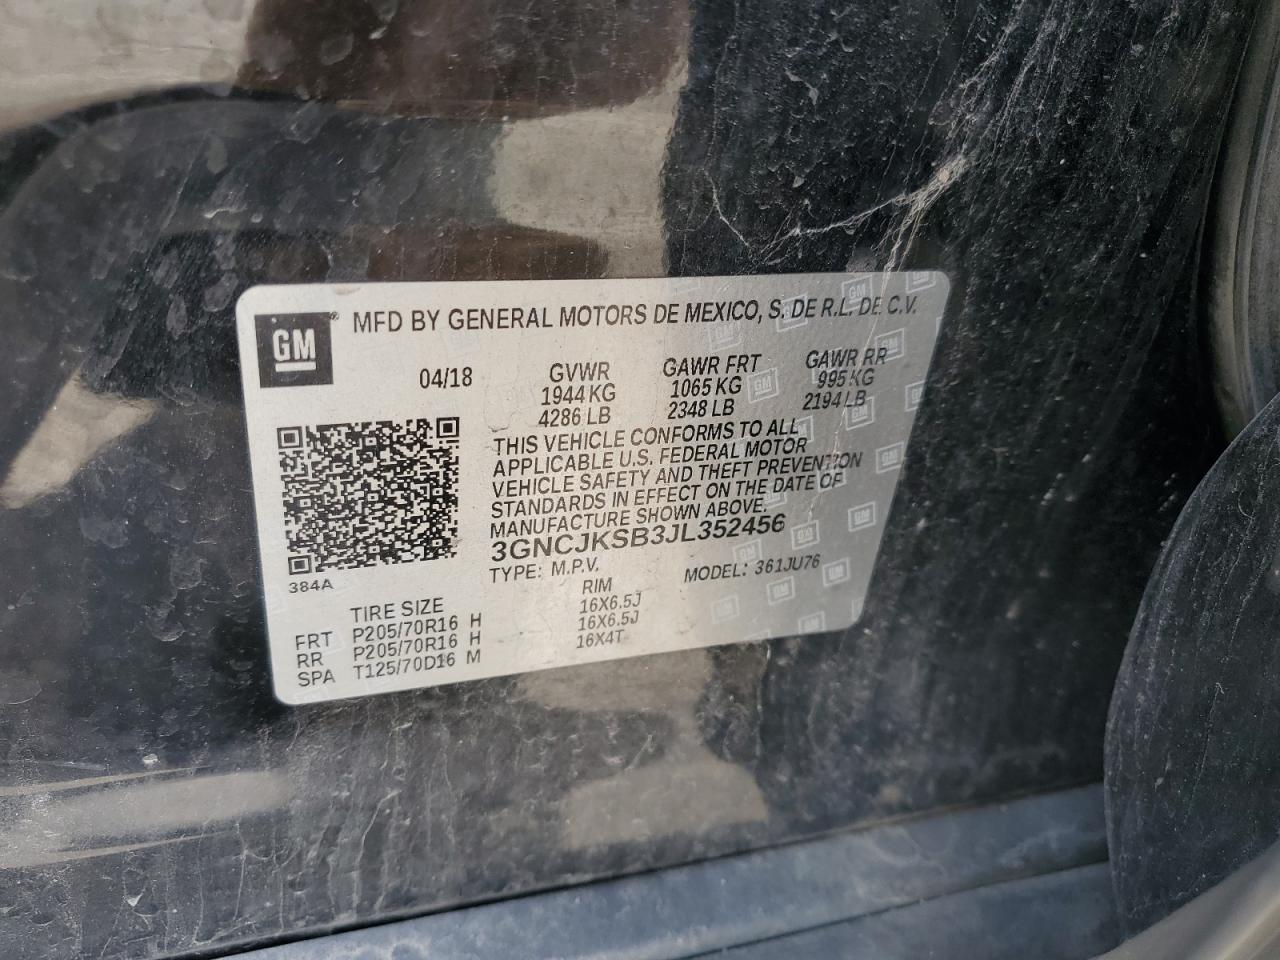 GM
MFD BY GENERAL MOTORS DE MEXICO, S. DE R.L. DE C.V.
04/18
GVWR
1944 KG
4286 LB
GAWR FRT
1065 KG
2348 LB
GAWR RR
995 KG
2194 LB
THIS VEHICLE CONFORMS TO ALL
APPLICABLE U.S. FEDERAL MOTOR
VEHICLE SAFETY AND THEFT PREVENTION
STANDARDS IN EFFECT ON THE DATE OF
MANUFACTURE SHOWN ABOVE.
3GNCJKSB3JL352456
TYPE: M.P.V. MODEL: 361JU76
384A
TIRE SIZE RIM
FRT P205/70R16 H 16X6.5J
RR P205/70R16 H 16X6.5J
SPA T125/70D16 M 16X4T